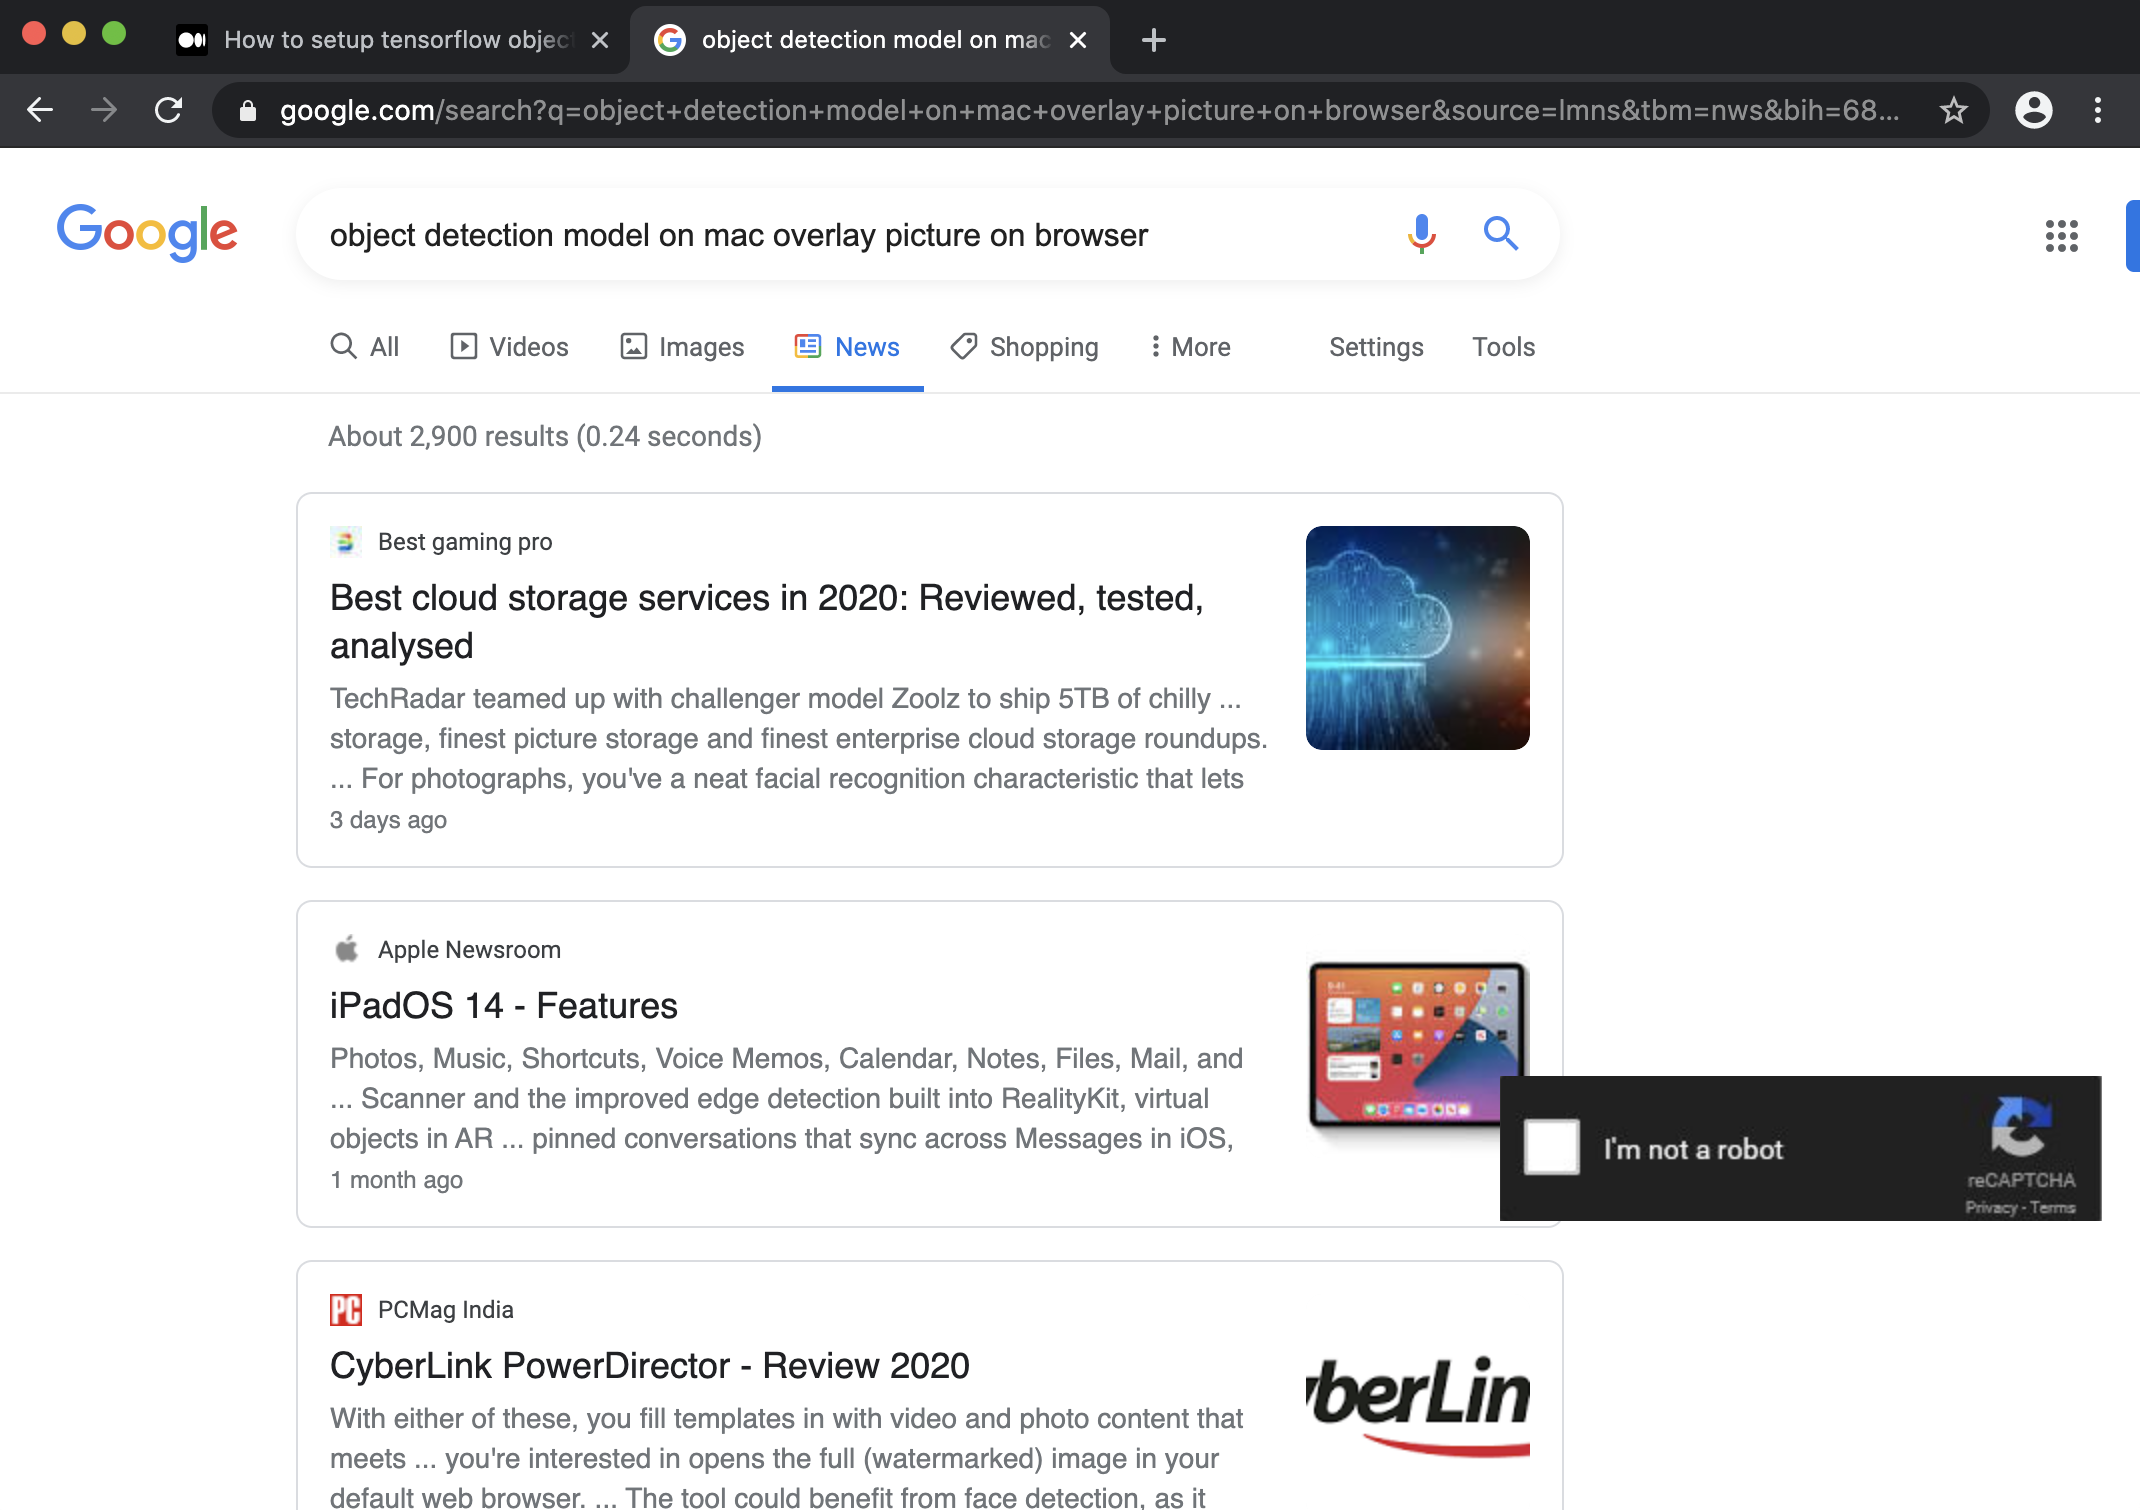 How to setup tensorflow object
object detection model on mac
google.com/search?q=object+detection+model+on+mac+overlay+picture+on+browser&source=lmns&tbm=nws&bih=68...
Google
object detection model on mac overlay picture on browser
All Videos Images News Shopping More Settings Tools
About 2,900 results (0.24 seconds)
Best gaming pro
Best cloud storage services in 2020: Reviewed, tested,
analysed
TechRadar teamed up with challenger model Zoolz to ship 5TB of chilly ...
storage, finest picture storage and finest enterprise cloud storage roundups.
... For photographs, you've a neat facial recognition characteristic that lets
3 days ago
Apple Newsroom
iPadOS 14 - Features
Photos, Music, Shortcuts, Voice Memos, Calendar, Notes, Files, Mail, and
... Scanner and the improved edge detection built into RealityKit, virtual
objects in AR ... pinned conversations that sync across Messages in iOS,
1 month ago
I'm not a robot
reCAPTCHA
Privacy - Terms
PC
PCMag India
CyberLink PowerDirector - Review 2020
With either of these, you fill templates in with video and photo content that
meets ... you're interested in opens the full (watermarked) image in your
default web browser. ... The tool could benefit from face detection, as it
yberLin